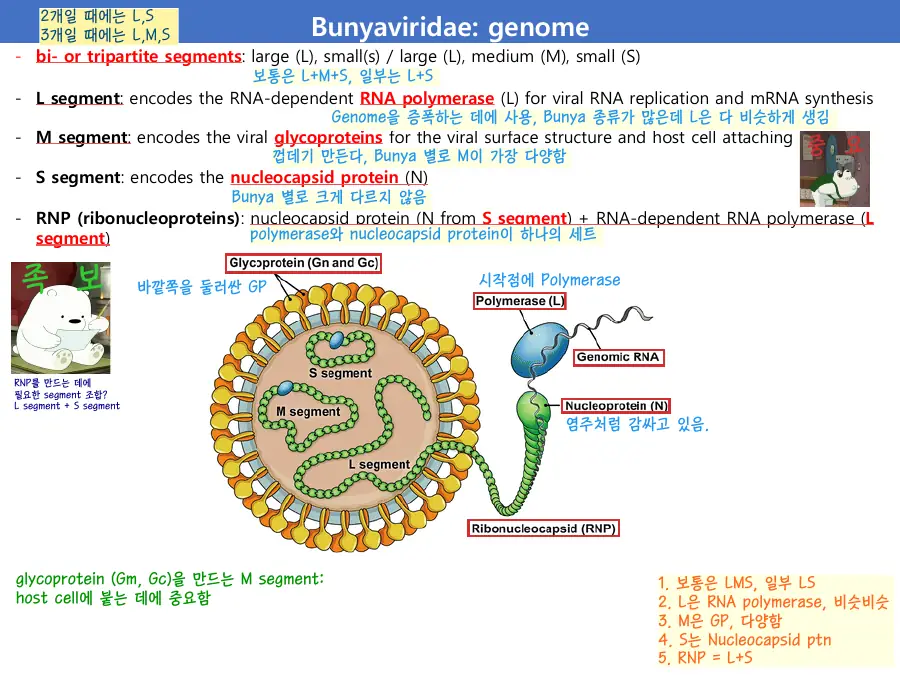 2개일 때에는 L,S
3개일 때에는 L,M,S
Bunyaviridae: genome
- bi- or tripartite segments: large (L), small(s) / large (L), medium (M), small (S)
보통은 L+M+S, 일부는 L+S
- L segment: encodes the RNA-dependent RNA polymerase (L) for viral RNA replication and mRNA synthesis
Genome을 증폭하는 데에 사용, Bunya 종류가 많은데 L은 다 비슷하게 생김
- M segment: encodes the viral glycoproteins for the viral surface structure and host cell attaching
껍데기 만든다, Bunya 별로 M이 가장 다양함
중 요
- S segment: encodes the nucleocapsid protein (N)
Bunya 별로 크게 다르지 않음
- RNP (ribonucleoproteins): nucleocapsid protein (N from S segment) + RNA-dependent RNA polymerase (L
segment)
polymerase와 nucleocapsid protein이 하나의 세트
족 보
RNP를 만드는 데에
필요한 segment 조합?
L segment + S segment
Glycoprotein (Gn and Gc)
바깥쪽을 둘러싼 GP
시작점에 Polymerase
Polymerase (L)
Genomic RNA
S segment
M segment
Nucleoprotein (N)
염주처럼 감싸고 있음.
L segment
Ribonucleocapsid (RNP)
glycoprotein (Gm, Gc)을 만드는 M segment:
host cell에 붙는 데에 중요함
1. 보통은 LMS, 일부 LS
2. L은 RNA polymerase, 비슷비슷
3. M은 GP, 다양함
4. S는 Nucleocapsid ptn
5. RNP = L+S